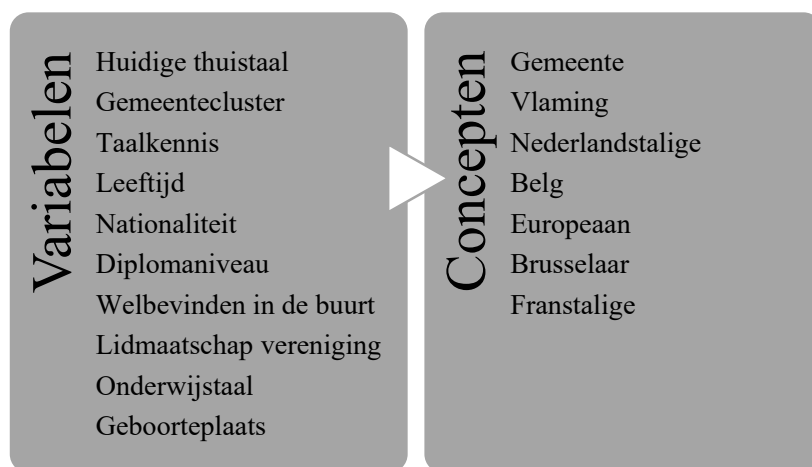 Variabelen
Huidige thuistaal
Gemeentecluster
Taalkennis
Leeftijd
Nationaliteit
Diplomaniveau
Welbevinden in de buurt
Lidmaatschap vereniging
Onderwijstaal
Geboorteplaats
Concepten
Gemeente
Vlaming
Nederlandstalige
Belg
Europeaan
Brusselaar
Franstalige